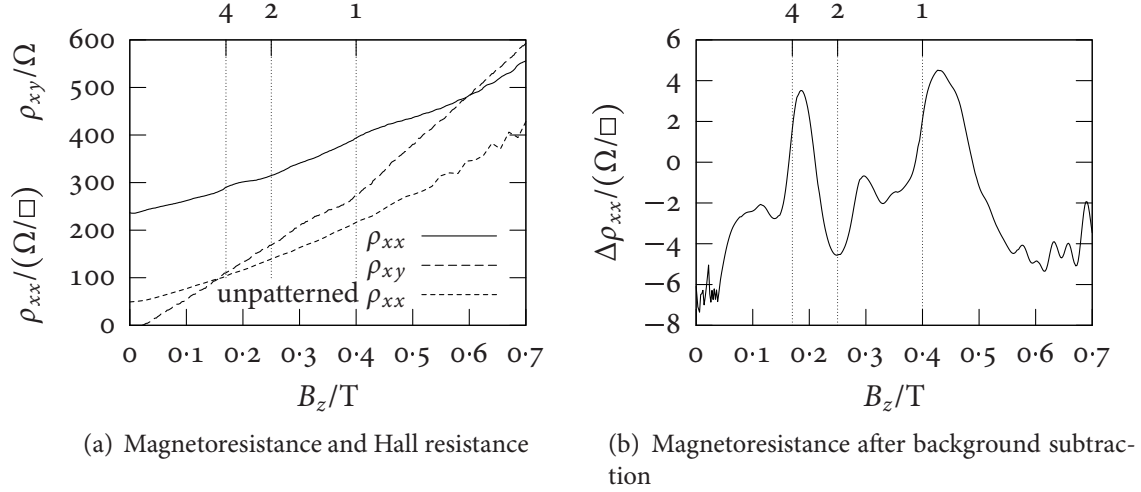 4 2 1
600
500
400
300
200
100
0
ρxx/(Ω/□) ρxy/Ω
ρxx
ρxy
unpatterned ρxx
0 0·1 0·2 0·3 0·4 0·5 0·6 0·7
Bz/T
(a) Magnetoresistance and Hall resistance
4 2 1
6
4
2
0
−2
−4
−6
−8
Δρxx/(Ω/□)
0 0·1 0·2 0·3 0·4 0·5 0·6 0·7
Bz/T
(b) Magnetoresistance after background subtrac-
tion